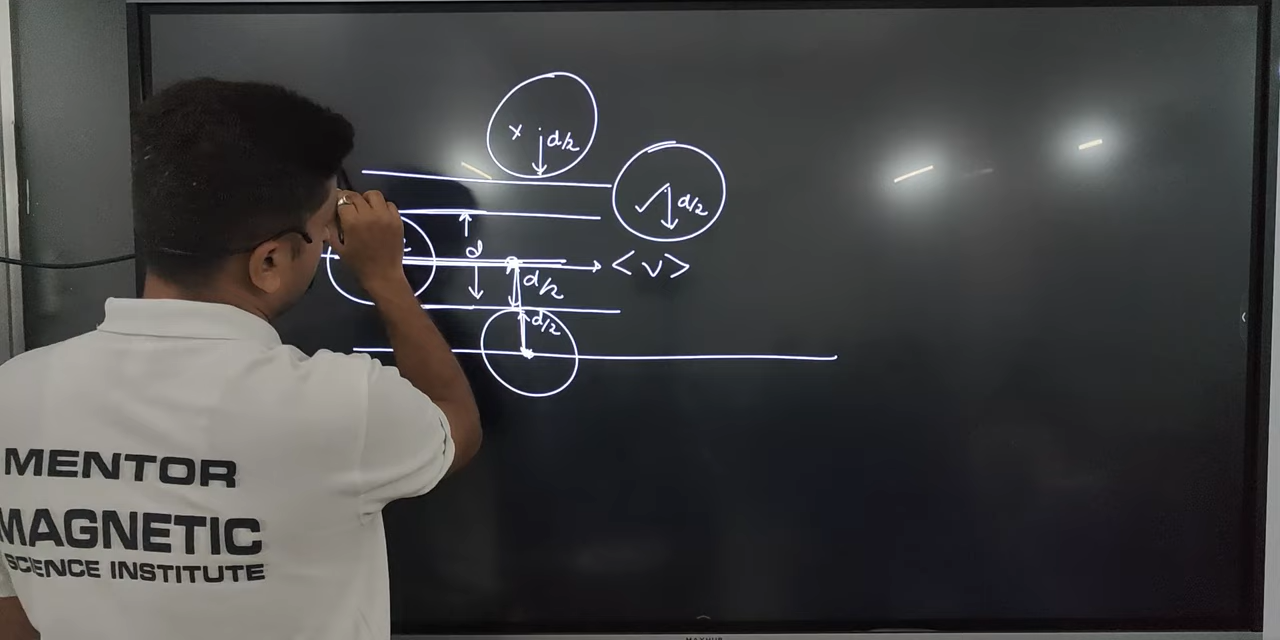 x d/2
d/2
d
<v>
d/2
d/2
MENTOR
MAGNETIC
SCIENCE INSTITUTE